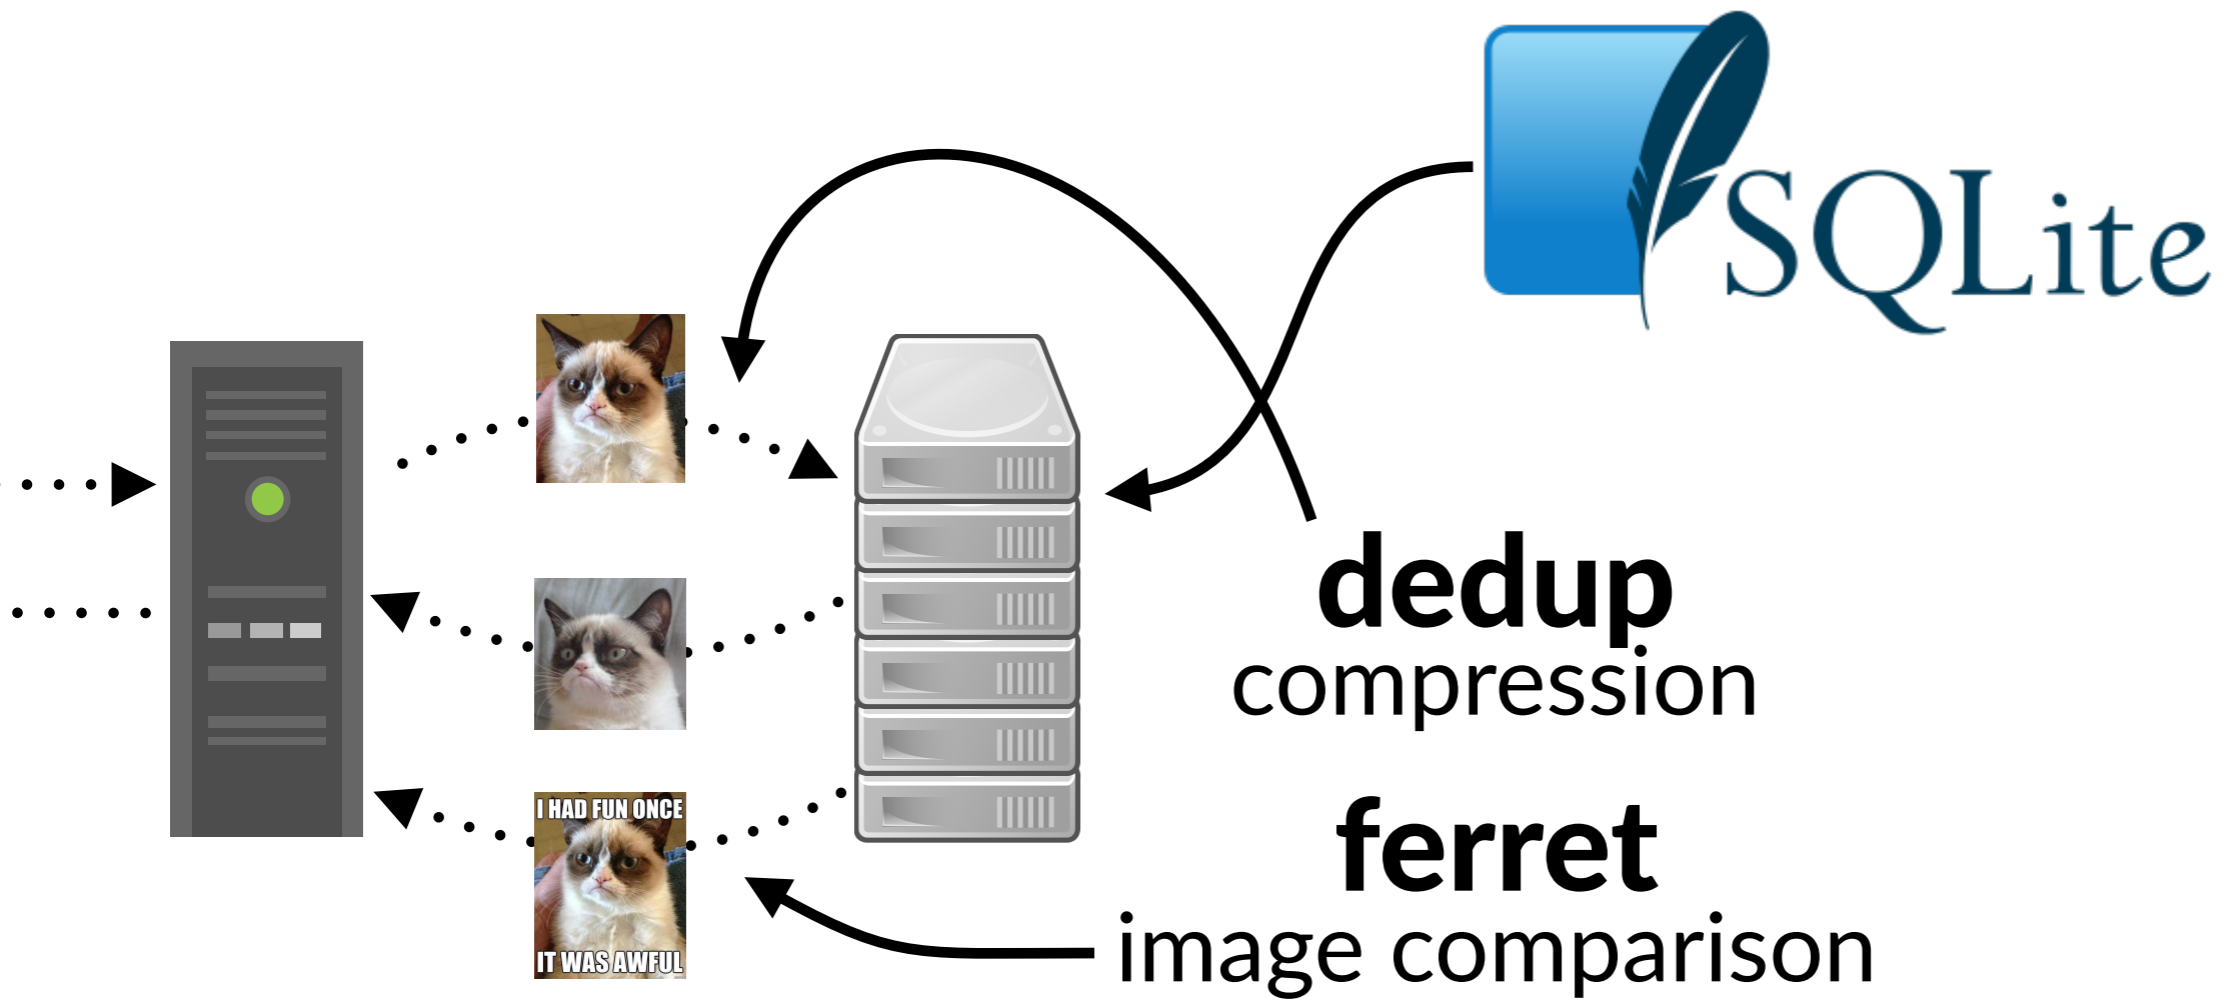 SQLite
dedup
compression
I HAD FUN ONCE
IT WAS AWFUL
ferret
image comparison